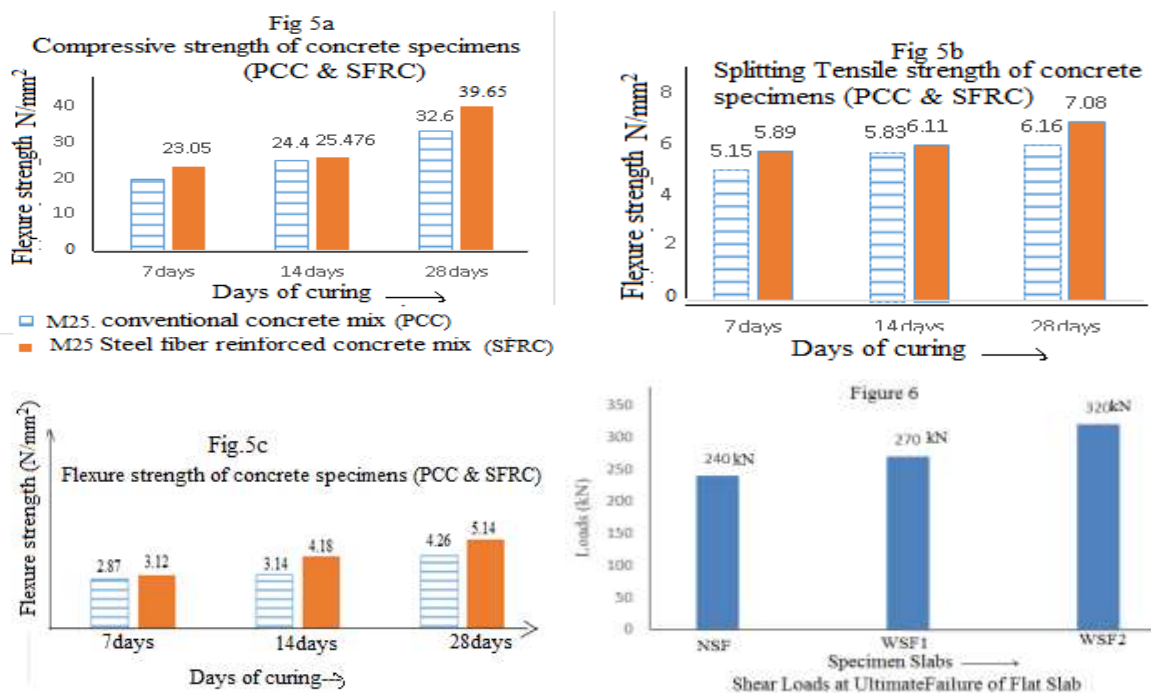 Fig 5a
Compressive strength of concrete specimens
(PCC & SFRC)
Flexure strength N/mm²
40
30
20
10
0
23.05
24.4
25.476
32.6
39.65
7days
14days
28days
Days of curing
M25. conventional concrete mix (PCC)
M25 Steel fiber reinforced concrete mix (SFRC)
Fig 5b
Splitting Tensile strength of concrete
specimens (PCC & SFRC)
Flexure strength N/mm²
8
6
4
2
0
5.15
5.89
5.83
6.11
6.16
7.08
7days
14days
28days
Days of curing
Fig.5c
Flexure strength of concrete specimens (PCC & SFRC)
Flexure strength (N/mm²)
2.87
3.12
3.14
4.18
4.26
5.14
7days
14days
28days
Days of curing
Figure 6
Loads (kN)
350
300
250
200
150
100
50
0
240 kN
270 kN
320kN
NSF
WSF1
WSF2
Specimen Slabs
Shear Loads at UltimateFailure of Flat Slab